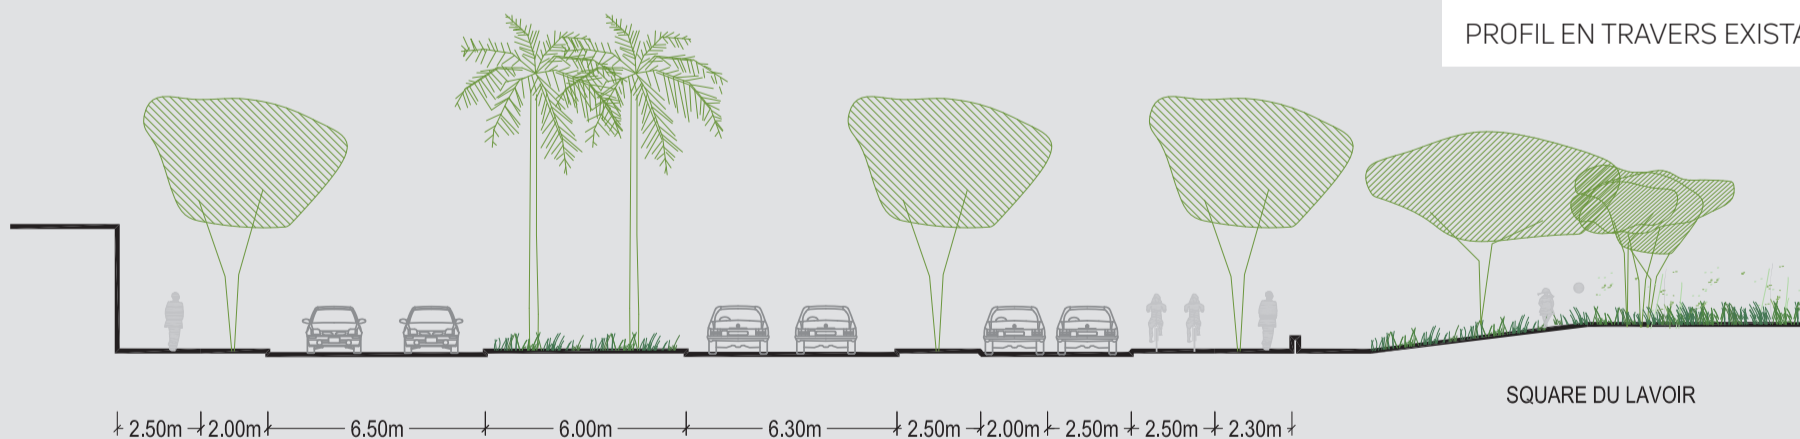 PROFIL EN TRAVERS EXISTA
SQUARE DU LAVOIR
2.50m 2.00m 6.50m 6.00m 6.30m 2.50m 2.00m 2.50m 2.50m 2.30m